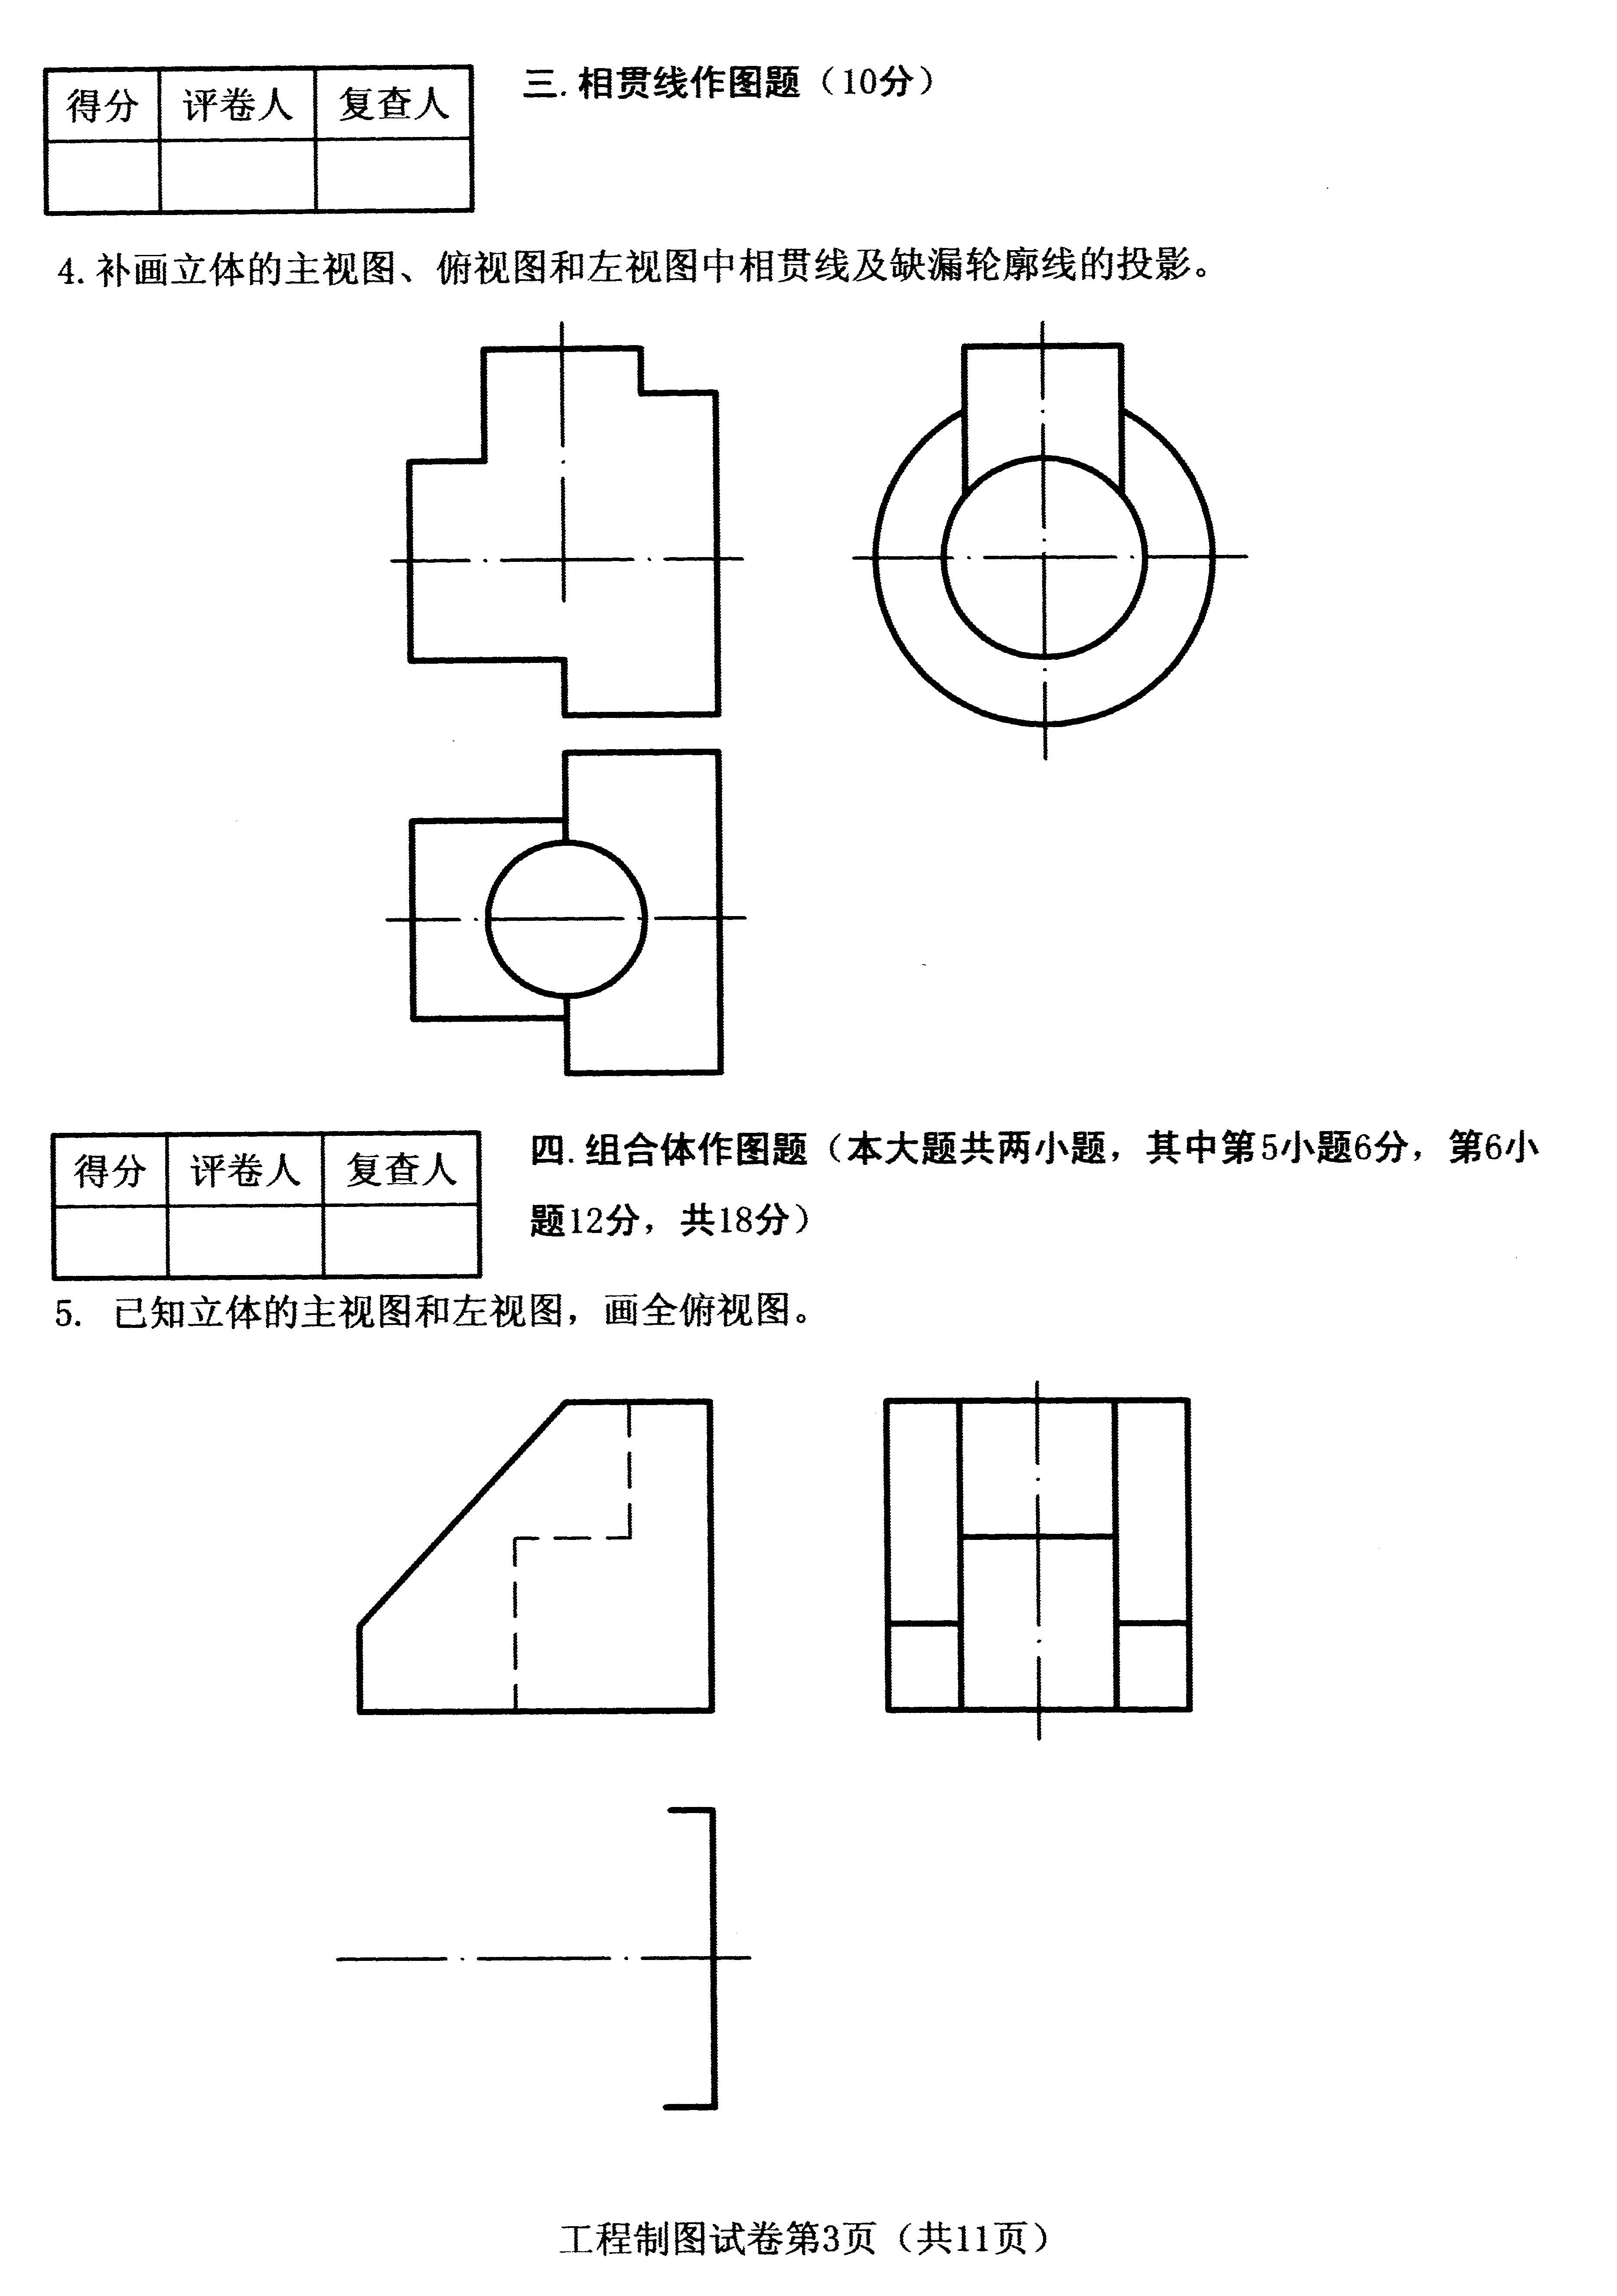 得分 评卷人 复查人
三. 相贯线作图题（10分）
4. 补画立体的主视图、俯视图和左视图中相贯线及缺漏轮廓线的投影。
得分 评卷人 复查人
四. 组合体作图题（本大题共两小题，其中第5小题6分，第6小
题12分，共18分）
5. 已知立体的主视图和左视图，画全俯视图。
工程制图试卷第3页（共11页）